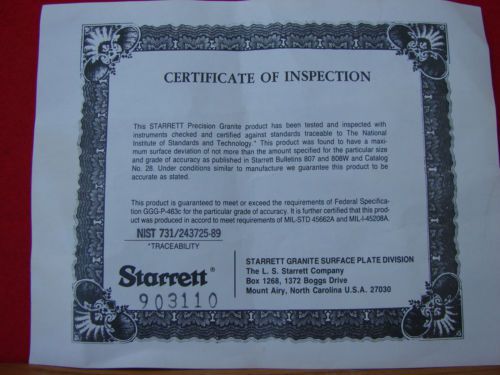 CERTIFICATE OF INSPECTION
This STARRETT Precision Granite product has been tested and inspected with
instruments checked and certified against standards traceable to The National
Institute of Standards and Technology.* This product was found to have a maxi-
mum surface deviation of not more than the amount specified for the particular size
and grade of accuracy as published in Starrett Bulletins 807 and 808W and Catalog
No. 28. Under conditions similar to manufacture we guarantee this product to be
accurate as stated.
This product is guaranteed to meet or exceed the requirements of Federal Specifica-
tion GGG-P-463c for the particular grade of accuracy. It is further certified that this prod-
uct was produced in accord to meet requirements of MIL-STD 45662A and MIL-I-45208A.
NIST 731/243725-89
*TRACEABILITY
Starrett®
903110
STARRETT GRANITE SURFACE PLATE DIVISION
The L. S. Starrett Company
Box 1268, 1372 Boggs Drive
Mount Airy, North Carolina U.S.A. 27030